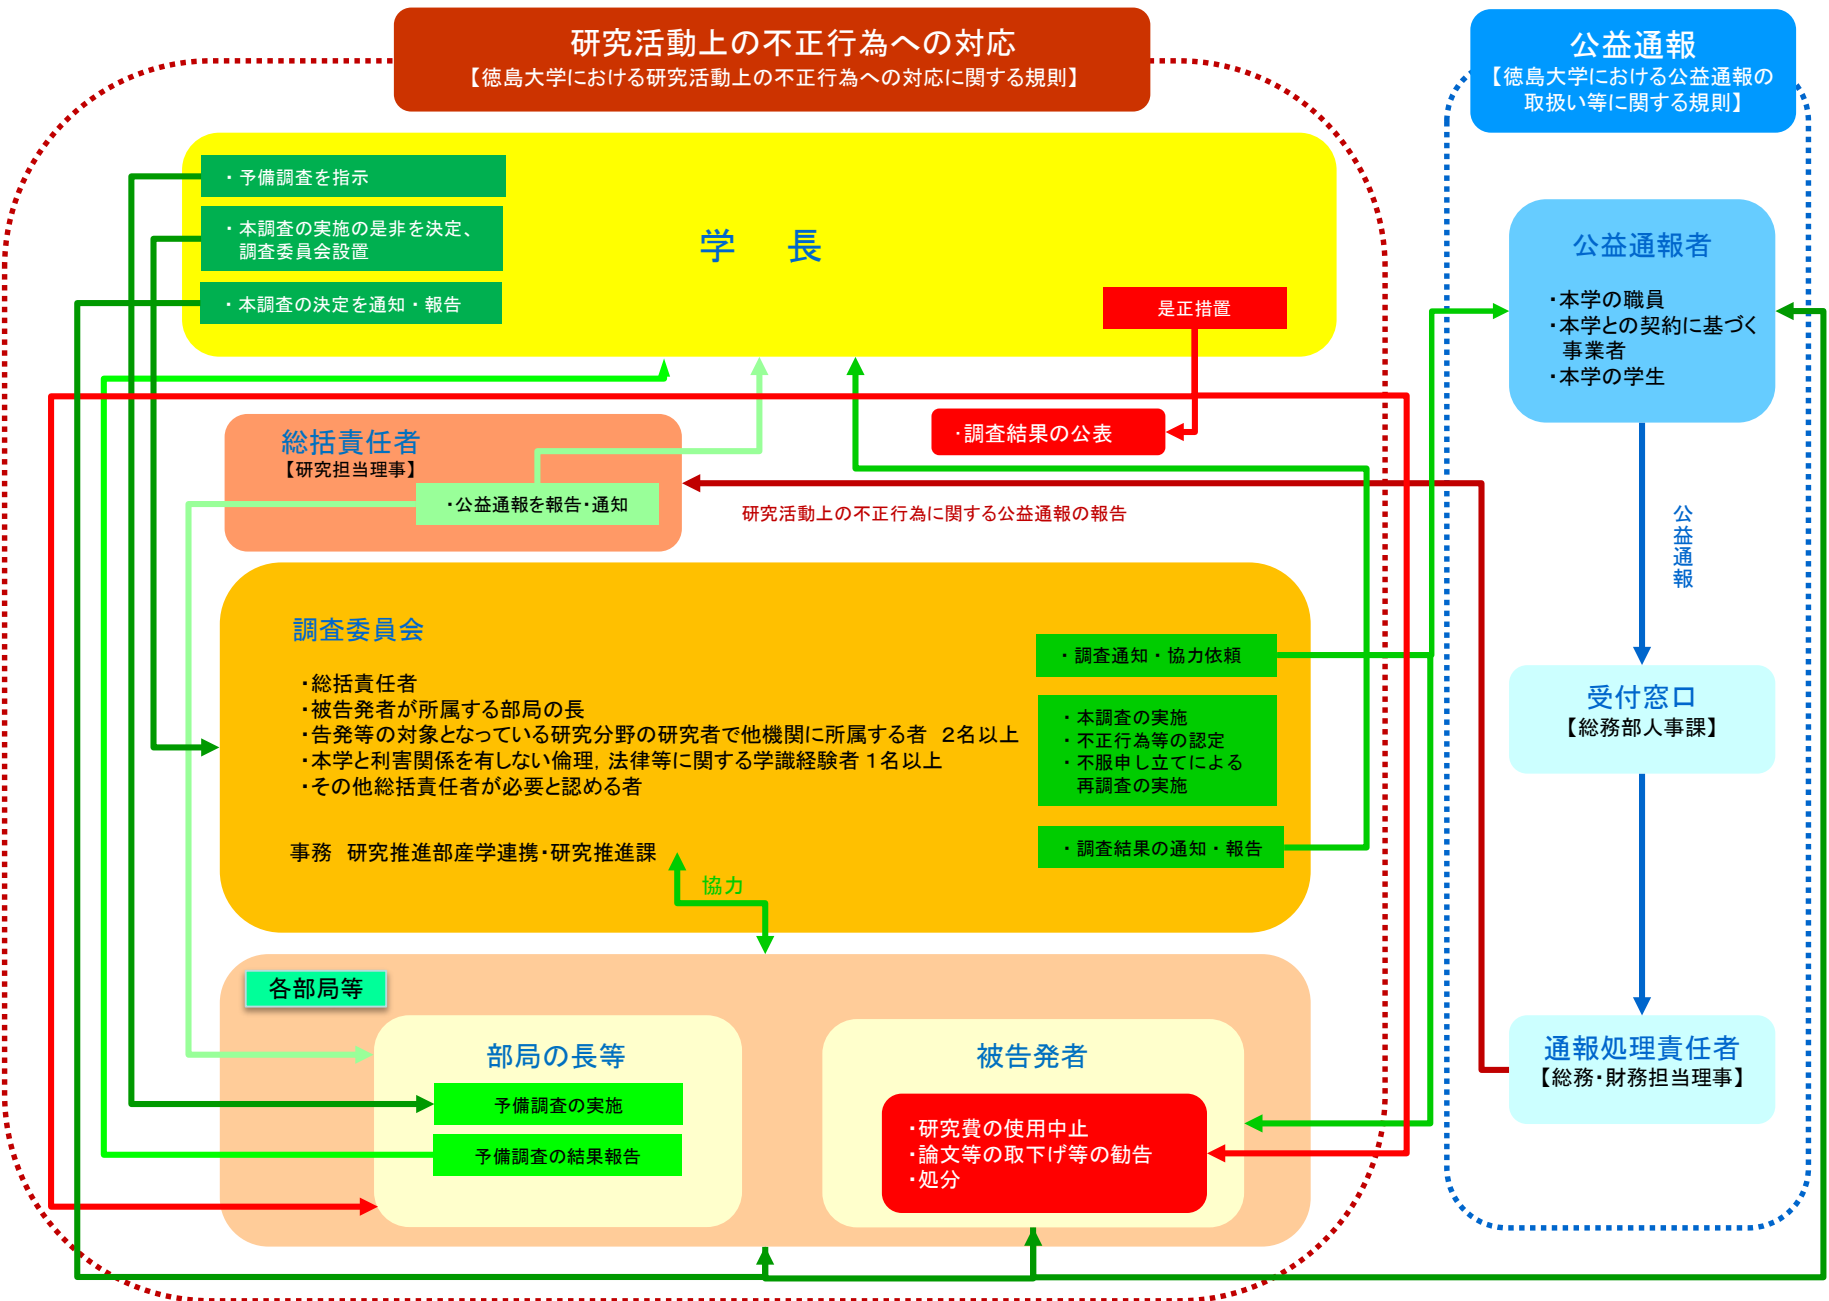 研究活動上の不正行為への対応
【徳島大学における研究活動上の不正行為への対応に関する規則】
・予備調査を指示
・本調査の実施の是非を決定、
調査委員会設置
・本調査の決定を通知・報告
学　長
是正措置
・調査結果の公表
総括責任者
【研究担当理事】
・公益通報を報告・通知
研究活動上の不正行為に関する公益通報の報告
調査委員会
・総括責任者
・被告発者が所属する部局の長
・告発等の対象となっている研究分野の研究者で他機関に所属する者　２名以上
・本学と利害関係を有しない倫理, 法律等に関する学識経験者 1名以上
・その他総括責任者が必要と認める者
事務　研究推進部産学連携・研究推進課
・調査通知・協力依頼
・本調査の実施
・不正行為等の認定
・不服申し立てによる
再調査の実施
・調査結果の通知・報告
協力
各部局等
部局の長等
予備調査の実施
予備調査の結果報告
被告発者
・研究費の使用中止
・論文等の取下げ等の勧告
・処分
公益通報
【徳島大学における公益通報の
取扱い等に関する規則】
公益通報者
・本学の職員
・本学との契約に基づく
事業者
・本学の学生
公益通報
受付窓口
【総務部人事課】
通報処理責任者
【総務・財務担当理事】